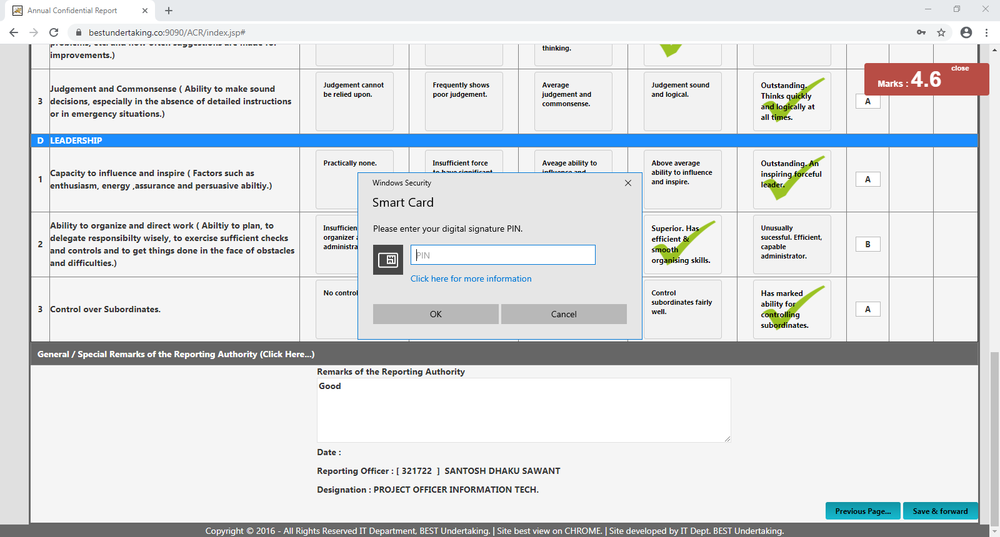 Annual Confidential Report
bestundertaking.co:9090/ACR/index.jsp#
improvements.)
thinking.
close
Marks : 4.6
3
Judgement and Commonsense ( Ability to make sound
decisions, especially in the absence of detailed instructions
or in emergency situations.)
Judgement cannot
be relied upon.
Frequently shows
poor judgement.
Average
judgement and
commonsense.
Judgement sound
and logical.
Outstanding.
Thinks quickly
and logically at
all times.
A
D LEADERSHIP
1
Capacity to influence and inspire ( Factors such as
enthusiasm, energy ,assurance and persuasive abiltiy.)
Practically none.
Insufficient force
Aveage ability to
Above average
ability to influence
and inspire.
Outstanding. An
inspiring forceful
leader.
A
2
Ability to organize and direct work ( Abiltiy to plan, to
delegate responsibilty wisely, to exercise sufficient checks
and controls and to get things done in the face of obstacles
and difficulties.)
organizer
Superior. Has
efficient &
smooth
organising skills.
Unusually
sucessful. Efficient,
capable
administrator.
B
3
Control over Subordinates.
No control
Control
subordinates fairly
well.
Has marked
ability for
controlling
subordinates.
A
Windows Security
Smart Card
Please enter your digital signature PIN.
PIN
Click here for more information
OK
Cancel
General / Special Remarks of the Reporting Authority (Click Here...)
Remarks of the Reporting Authority
Good
Date :
Reporting Officer : [ 321722 ] SANTOSH DHAKU SAWANT
Designation : PROJECT OFFICER INFORMATION TECH.
Previous Page...
Save & forward
Copyright © 2016 - All Rights Reserved IT Department, BEST Undertaking. | Site best view on CHROME. | Site developed by IT Dept. BEST Undertaking.